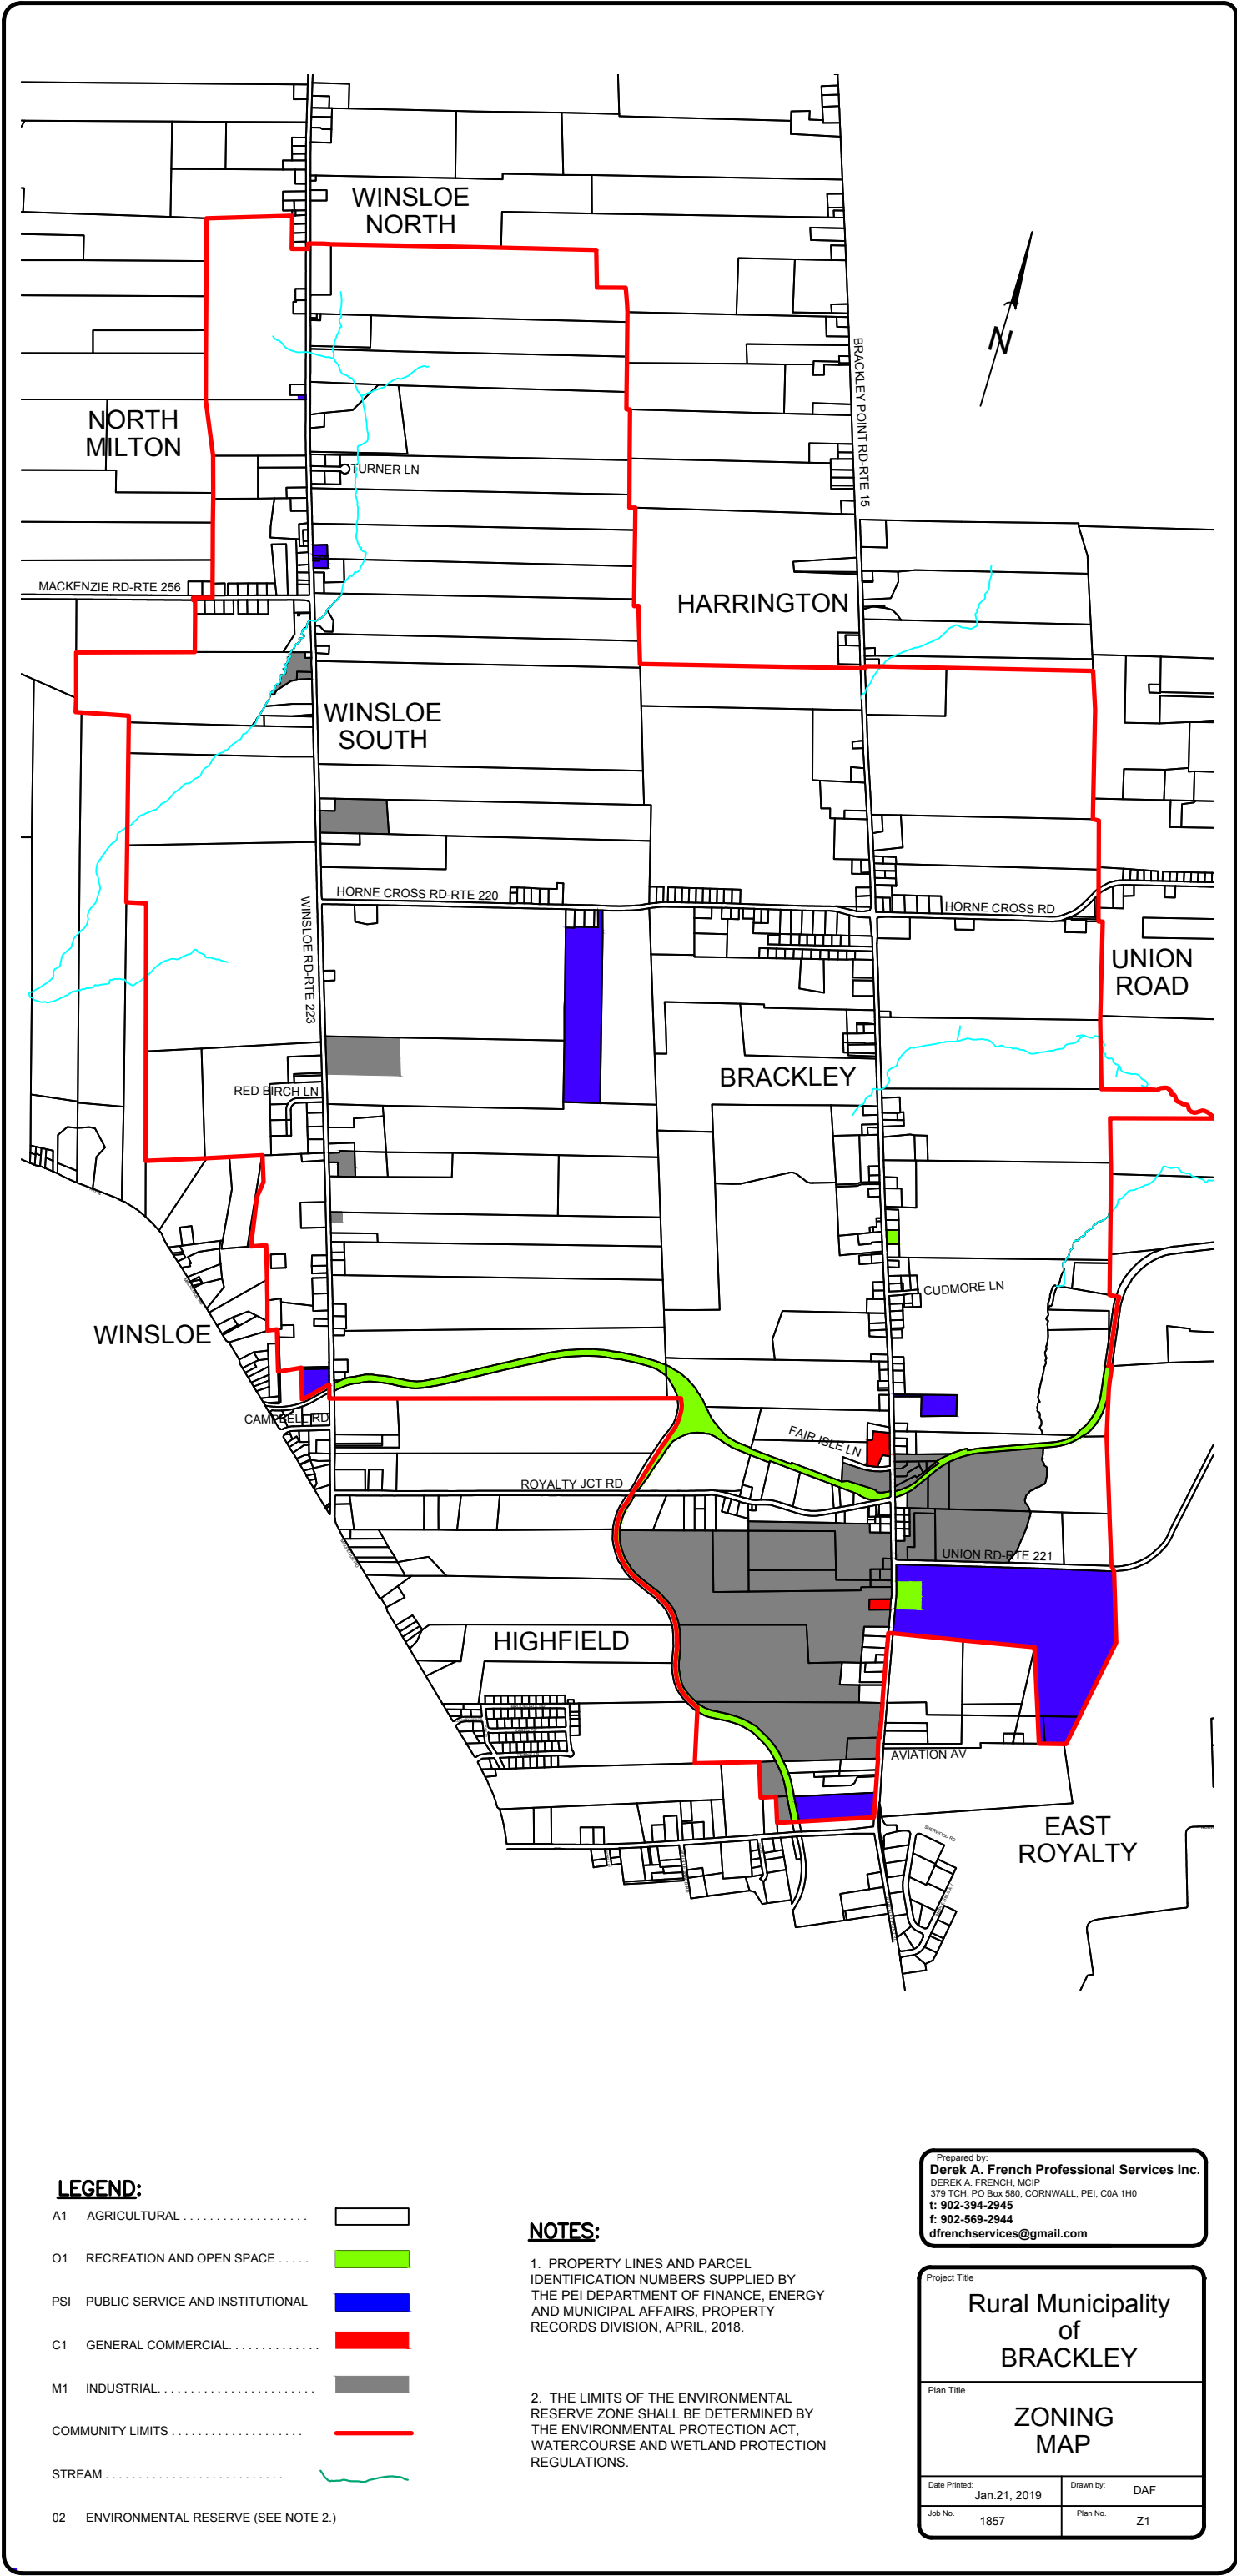 WINSLOE
NORTH
N
BRACKLEY POINT RD-RTE 15
NORTH
MILTON
TURNER LN
MACKENZIE RD-RTE 256
HARRINGTON
WINSLOE
SOUTH
HORNE CROSS RD-RTE 220
HORNE CROSS RD
WINSLOE RD-RTE 223
UNION
ROAD
BRACKLEY
RED BIRCH LN
CUDMORE LN
WINSLOE
CAMPBELL RD
FAIR ISLE LN
ROYALTY JCT RD
UNION RD-RTE 221
HIGHFIELD
AVIATION AV
SHERWOOD RD
EAST
ROYALTY
LEGEND:
A1 AGRICULTURAL . . . . . . . . . . . . . . . . . . .
O1 RECREATION AND OPEN SPACE . . . . .
PSI PUBLIC SERVICE AND INSTITUTIONAL
C1 GENERAL COMMERCIAL. . . . . . . . . . . . . .
M1 INDUSTRIAL. . . . . . . . . . . . . . . . . . . . . . . .
COMMUNITY LIMITS . . . . . . . . . . . . . . . . . . . .
STREAM . . . . . . . . . . . . . . . . . . . . . . . . . . .
02 ENVIRONMENTAL RESERVE (SEE NOTE 2.)
NOTES:
1. PROPERTY LINES AND PARCEL
IDENTIFICATION NUMBERS SUPPLIED BY
THE PEI DEPARTMENT OF FINANCE, ENERGY
AND MUNICIPAL AFFAIRS, PROPERTY
RECORDS DIVISION, APRIL, 2018.
2. THE LIMITS OF THE ENVIRONMENTAL
RESERVE ZONE SHALL BE DETERMINED BY
THE ENVIRONMENTAL PROTECTION ACT,
WATERCOURSE AND WETLAND PROTECTION
REGULATIONS.
Prepared by:
Derek A. French Professional Services Inc.
DEREK A. FRENCH, MCIP
379 TCH, PO Box 580, CORNWALL, PEI, C0A 1H0
t: 902-394-2945
f: 902-569-2944
dfrenchservices@gmail.com
Project Title
Rural Municipality
of
BRACKLEY
Plan Title
ZONING
MAP
Date Printed:
Jan.21, 2019
Drawn by:
DAF
Job No.
1857
Plan No.
Z1